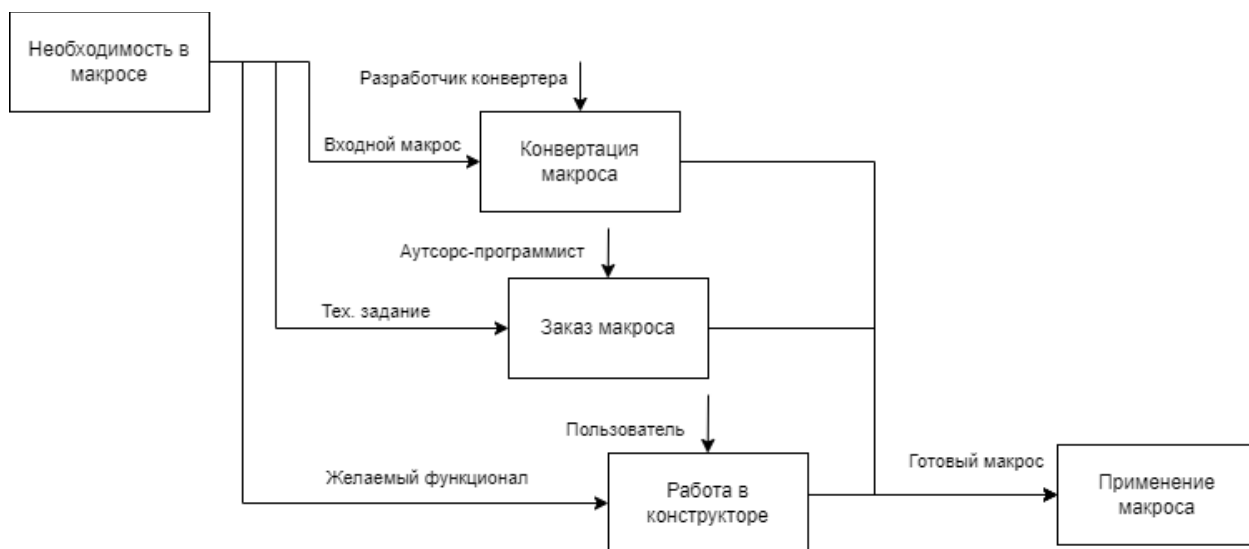 Необходимость в
макросе
Разработчик конвертера
Входной макрос
Конвертация
макроса
Аутсорс-программист
Тех. задание
Заказ макроса
Пользователь
Желаемый функционал
Работа в
конструкторе
Готовый макрос
Применение
макроса